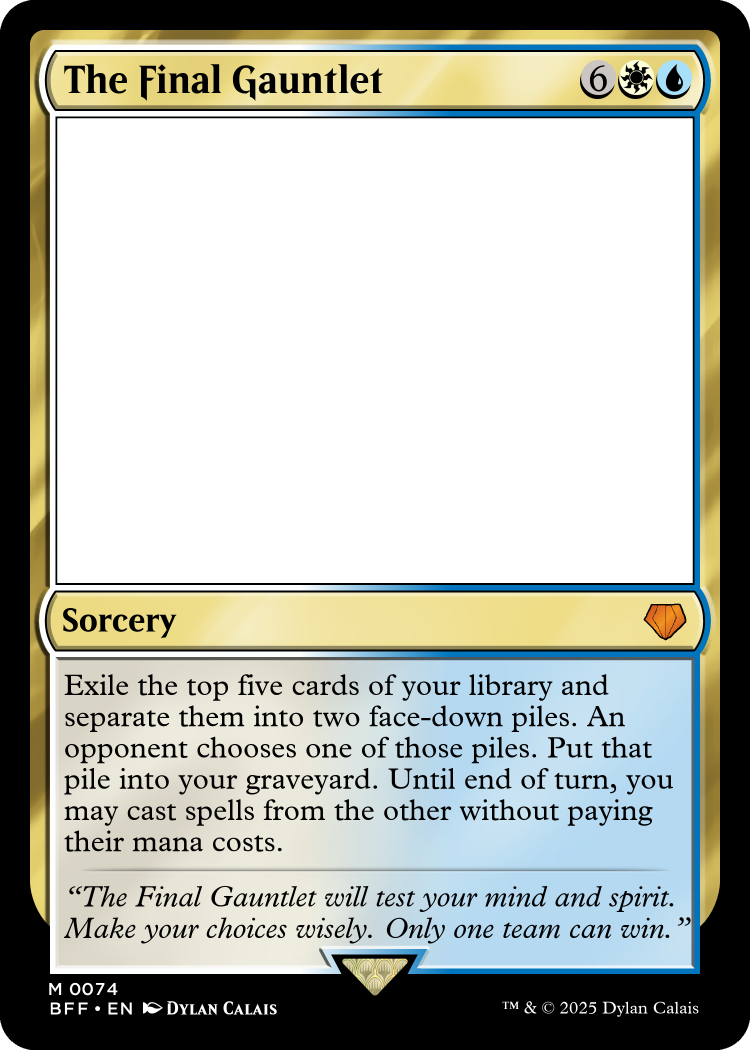 The Final Gauntlet 6
Sorcery
Exile the top five cards of your library and
separate them into two face-down piles. An
opponent chooses one of those piles. Put that
pile into your graveyard. Until end of turn, you
may cast spells from the other without paying
their mana costs.
“The Final Gauntlet will test your mind and spirit.
Make your choices wisely. Only one team can win.”
M 0074
BFF • EN DYLAN CALAIS
™ & © 2025 Dylan Calais